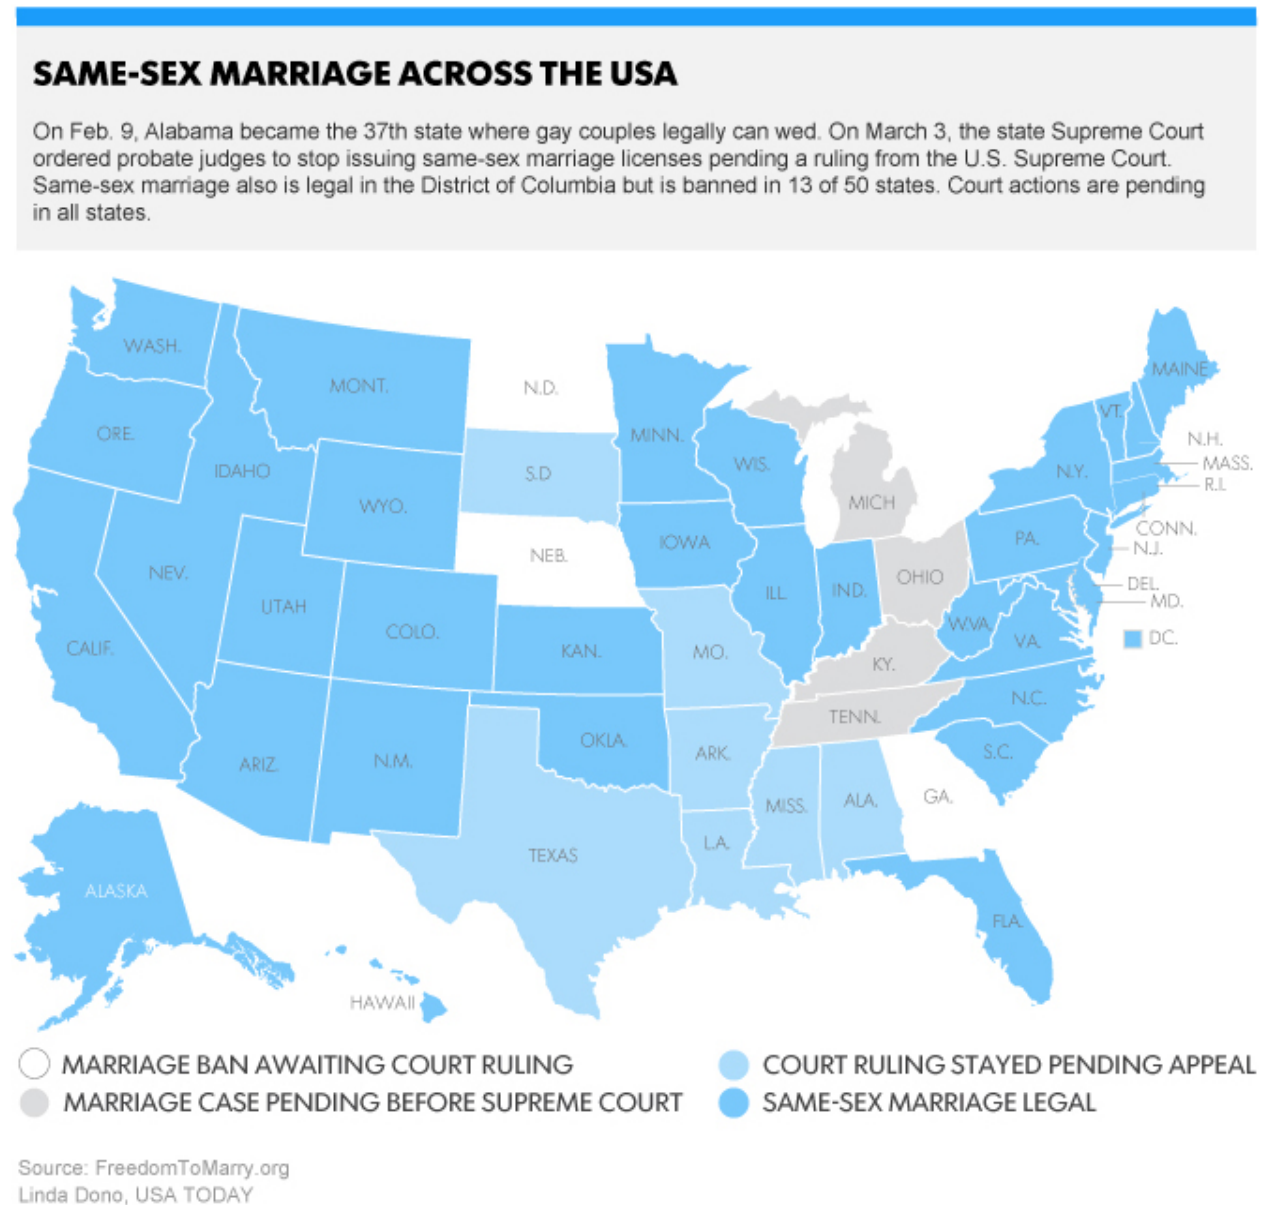 SAME-SEX MARRIAGE ACROSS THE USA
On Feb. 9, Alabama became the 37th state where gay couples legally can wed. On March 3, the state Supreme Court
ordered probate judges to stop issuing same-sex marriage licenses pending a ruling from the U.S. Supreme Court.
Same-sex marriage also is legal in the District of Columbia but is banned in 13 of 50 states. Court actions are pending
in all states.
WASH.
MONT.
N.D.
MAINE
ORE.
IDAHO
WYO.
S.D
MINN.
WIS.
MICH
N.Y.
VT.
N.H.
MASS.
R.I.
CONN.
N.J.
DEL.
MD.
DC.
NEV.
UTAH
COLO.
NEB.
IOWA
ILL.
IND.
OHIO
PA.
W.VA.
VA.
CALIF.
KAN.
MO.
KY.
N.C.
TENN.
S.C.
ARIZ.
N.M.
OKLA.
ARK.
MISS.
ALA.
GA.
TEXAS
L.A.
FLA.
ALASKA
HAWAII
MARRIAGE BAN AWAITING COURT RULING
COURT RULING STAYED PENDING APPEAL
MARRIAGE CASE PENDING BEFORE SUPREME COURT
SAME-SEX MARRIAGE LEGAL
Source: FreedomToMarry.org
Linda Dono, USA TODAY